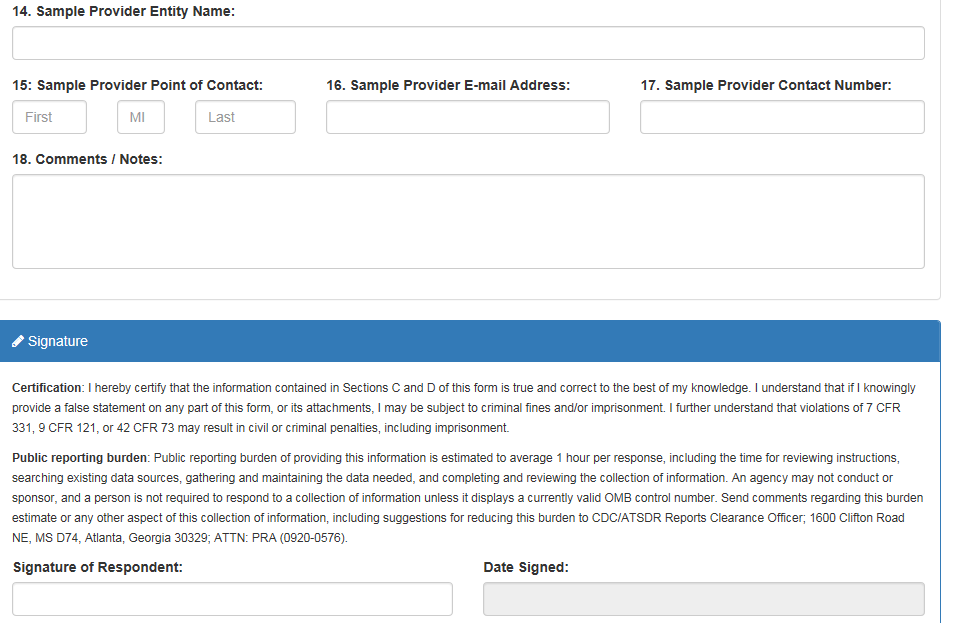 14. Sample Provider Entity Name:
15: Sample Provider Point of Contact: 16. Sample Provider E-mail Address: 17. Sample Provider Contact Number:
First MI Last
18. Comments / Notes:
Signature
Certification: I hereby certify that the information contained in Sections C and D of this form is true and correct to the best of my knowledge. I understand that if I knowingly
provide a false statement on any part of this form, or its attachments, I may be subject to criminal fines and/or imprisonment. I further understand that violations of 7 CFR
331, 9 CFR 121, or 42 CFR 73 may result in civil or criminal penalties, including imprisonment.
Public reporting burden: Public reporting burden of providing this information is estimated to average 1 hour per response, including the time for reviewing instructions,
searching existing data sources, gathering and maintaining the data needed, and completing and reviewing the collection of information. An agency may not conduct or
sponsor, and a person is not required to respond to a collection of information unless it displays a currently valid OMB control number. Send comments regarding this burden
estimate or any other aspect of this collection of information, including suggestions for reducing this burden to CDC/ATSDR Reports Clearance Officer; 1600 Clifton Road
NE, MS D74, Atlanta, Georgia 30329; ATTN: PRA (0920-0576).
Signature of Respondent: Date Signed: